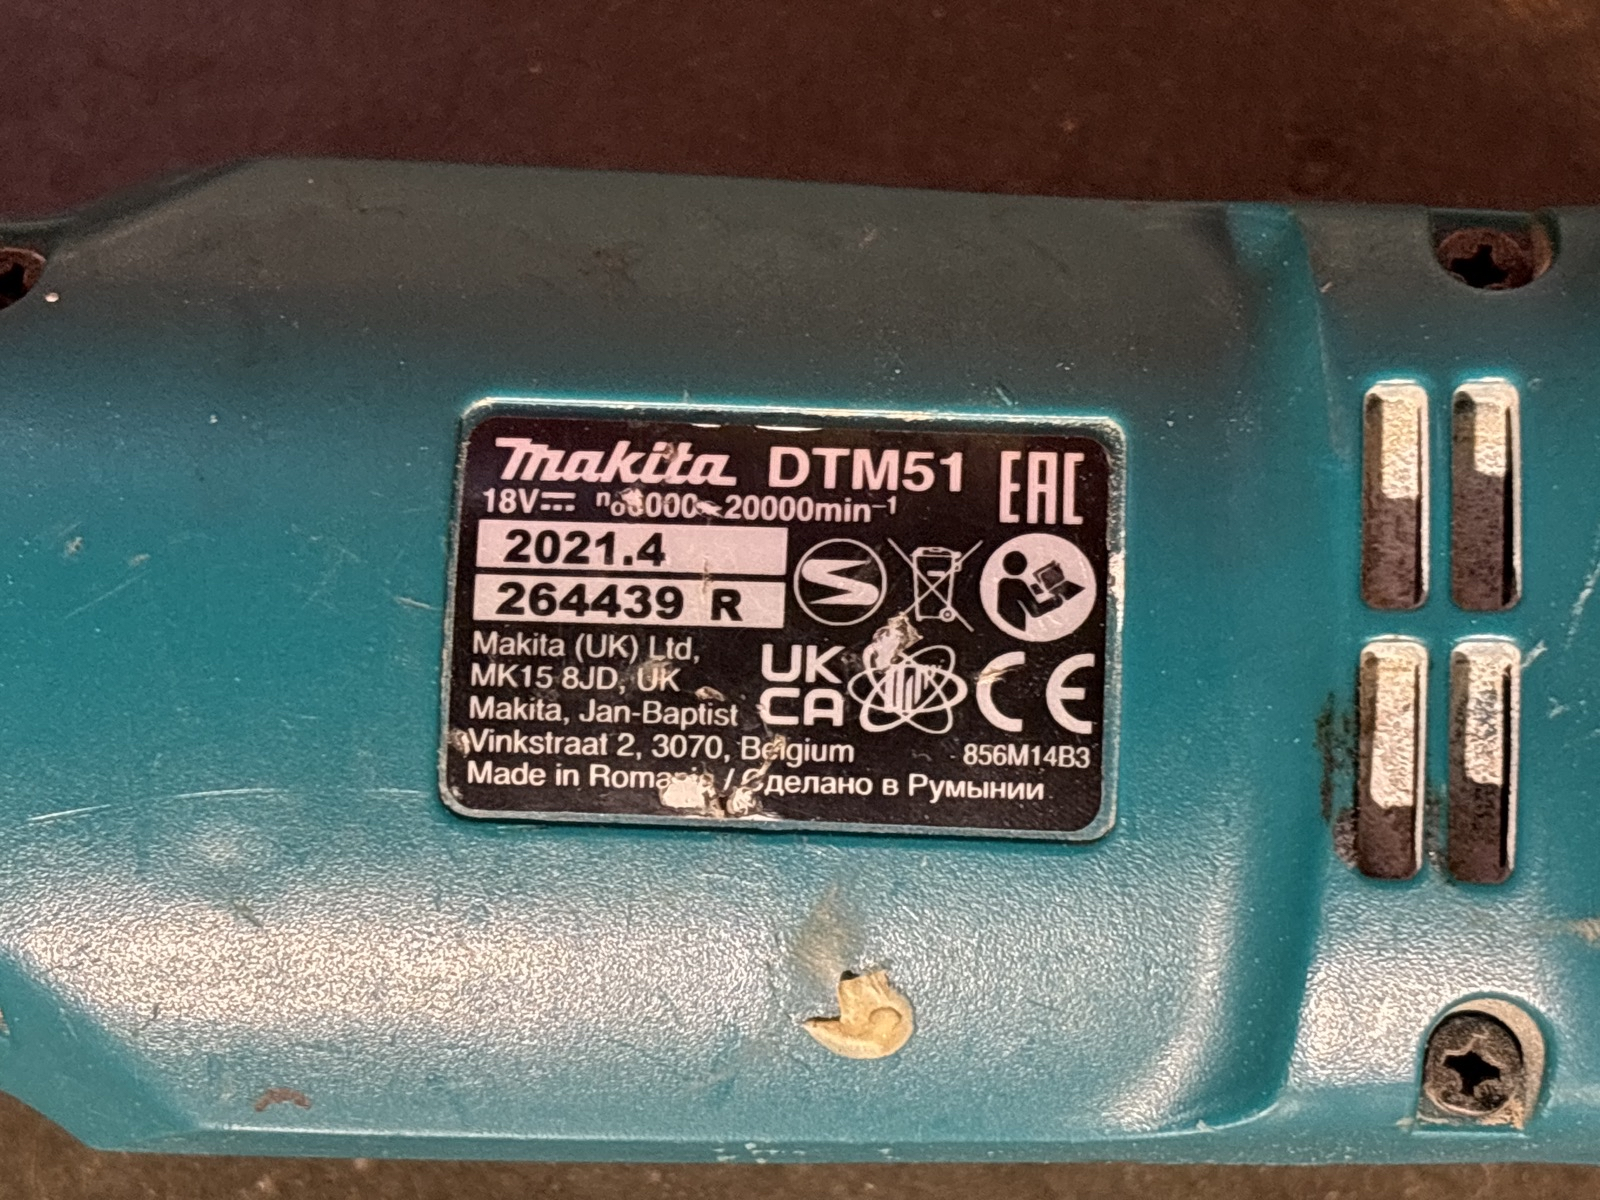 Makita DTM51 EAC
18V n₀6000~20000min⁻¹
2021.4
264439 R
Makita (UK) Ltd,
MK15 8JD, UK
UK
CA
CE
Makita, Jan-Baptist
Vinkstraat 2, 3070, Belgium
856M14B3
Made in Romania / Сделано в Румынии